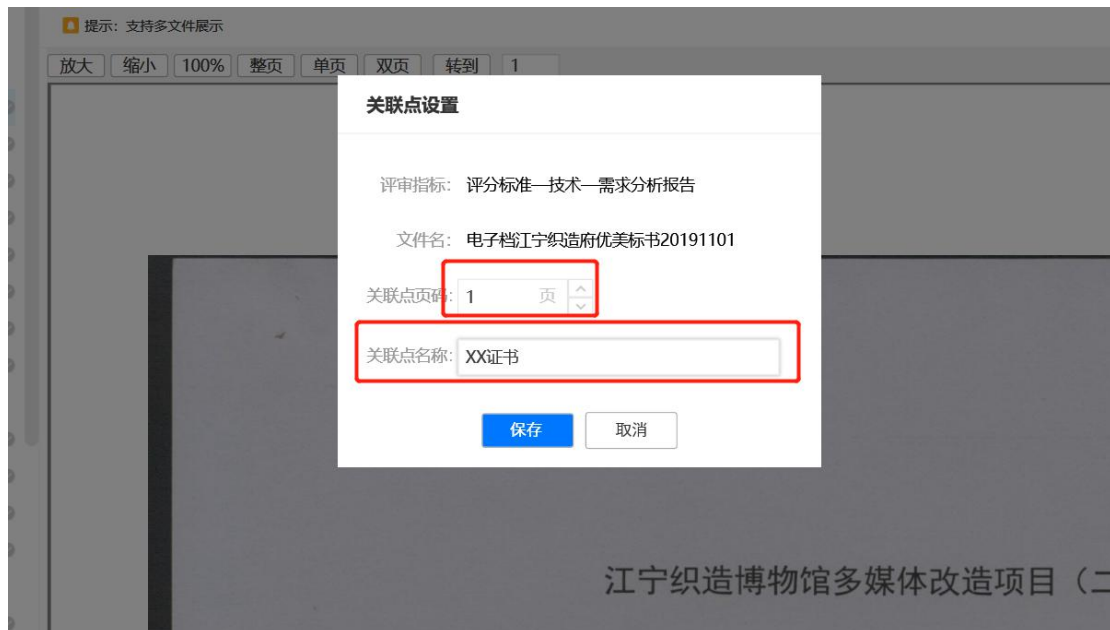 提示：支持多文件展示
放大 缩小 100% 整页 单页 双页 转到 1
关联点设置
评审指标： 评分标准—技术—需求分析报告
文件名： 电子档江宁织造府优美标书20191101
关联点页码: 1 页
关联点名称: XX证书
保存 取消
江宁织造博物馆多媒体改造项目（二